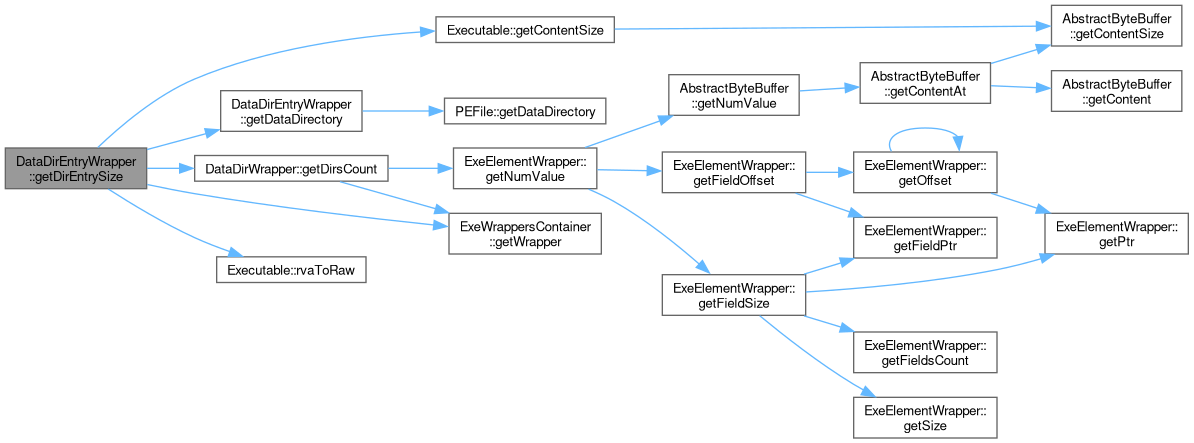 DataDirEntryWrapper
::getDirEntrySize
Executable::getContentSize
AbstractByteBuffer
::getContentSize
DataDirEntryWrapper
::getDataDirectory
PEFile::getDataDirectory
DataDirWrapper::getDirsCount
ExeElementWrapper::
getNumValue
AbstractByteBuffer
::getNumValue
AbstractByteBuffer
::getContentAt
AbstractByteBuffer
::getContent
ExeElementWrapper::
getFieldOffset
ExeElementWrapper::
getOffset
ExeWrappersContainer
::getWrapper
ExeElementWrapper::
getFieldPtr
ExeElementWrapper::
getPtr
Executable::rvaToRaw
ExeElementWrapper::
getFieldSize
ExeElementWrapper::
getFieldsCount
ExeElementWrapper::
getSize